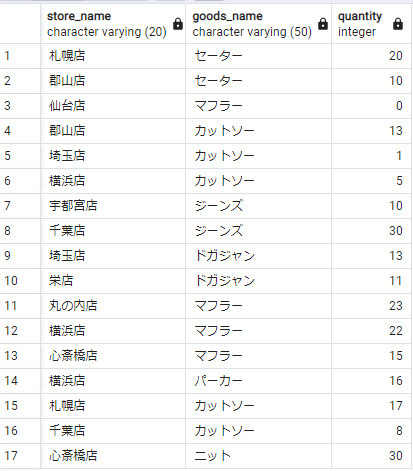 store_name goods_name quantity
character varying (20) character varying (50) integer
1 札幌店 セーター 20
2 郡山店 セーター 10
3 仙台店 マフラー 0
4 郡山店 カットソー 13
5 埼玉店 カットソー 1
6 横浜店 カットソー 5
7 宇都宮店 ジーンズ 10
8 千葉店 ジーンズ 30
9 埼玉店 ドガジャン 13
10 栄店 ドガジャン 11
11 丸の内店 マフラー 23
12 横浜店 マフラー 22
13 心斎橋店 マフラー 15
14 横浜店 パーカー 16
15 札幌店 カットソー 17
16 千葉店 カットソー 8
17 心斎橋店 ニット 30